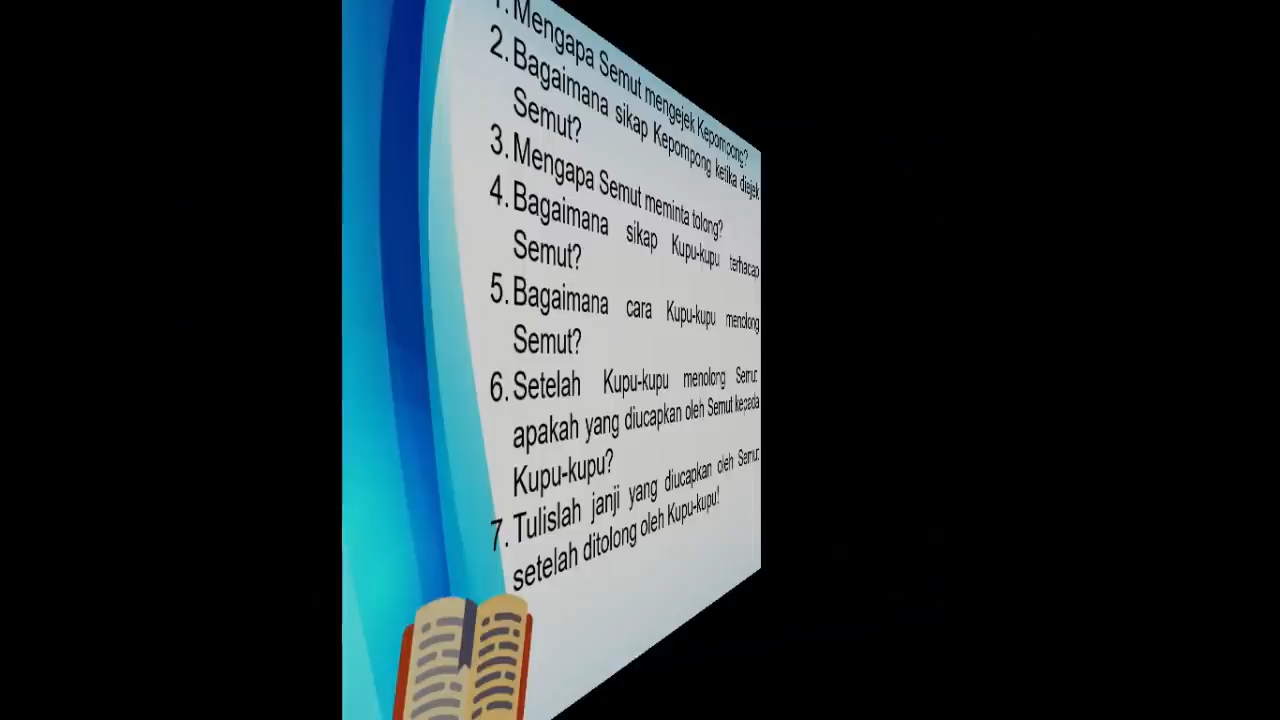 1. Mengapa Semut mengejek Kepompong?
2. Bagaimana sikap Kepompong ketika diejek
Semut?
3. Mengapa Semut meminta tolong?
4. Bagaimana sikap Kupu-kupu terhadap
Semut?
5. Bagaimana cara Kupu-kupu menolong
Semut?
6. Setelah Kupu-kupu menolong Semut,
apakah yang diucapkan oleh Semut kepada
Kupu-kupu?
7. Tulislah janji yang diucapkan oleh Semut
setelah ditolong oleh Kupu-kupu!